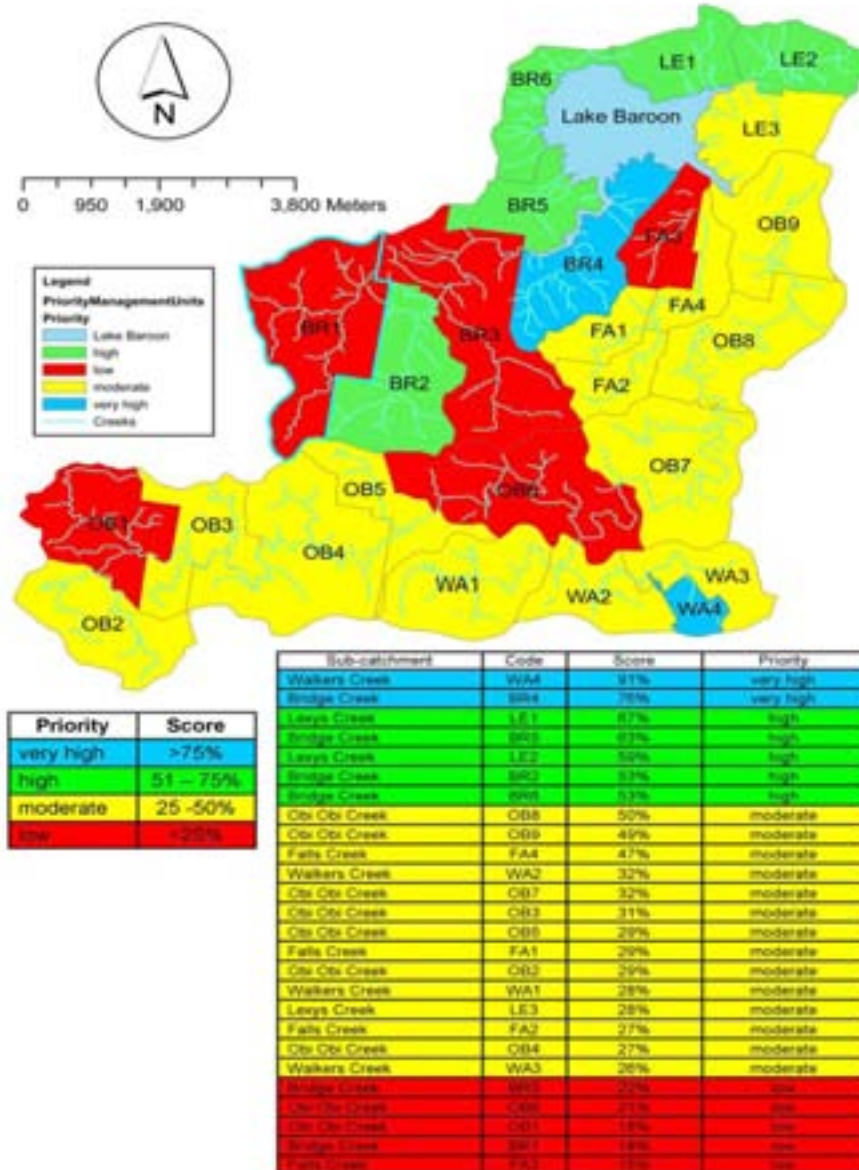 N
0 950 1,900 3,800 Meters
BR6
LE1
LE2
Lake Baroon
LE3
BR5
FA3
OB9
BR4
FA4
BR1
BR3
FA1
OB8
BR2
FA2
OB7
OB5
OB6
OB1
OB3
OB4
WA1
WA2
WA3
WA4
OB2
Legend
PriorityManagementUnits
Priority
Lake Baroon
high
low
moderate
very high
Creeks
Priority Score
very high >75%
high 51 – 75%
moderate 25 -50%
low <25%
Sub-catchment Code Score Priority
Walkers Creek WA4 91% very high
Bridge Creek BR4 76% very high
Lexys Creek LE1 67% high
Bridge Creek BR5 63% high
Lexys Creek LE2 59% high
Bridge Creek BR2 53% high
Bridge Creek BR6 53% high
Obi Obi Creek OB8 50% moderate
Obi Obi Creek OB9 49% moderate
Falls Creek FA4 47% moderate
Walkers Creek WA2 32% moderate
Obi Obi Creek OB7 32% moderate
Obi Obi Creek OB3 31% moderate
Obi Obi Creek OB5 29% moderate
Falls Creek FA1 29% moderate
Obi Obi Creek OB2 29% moderate
Walkers Creek WA1 28% moderate
Lexys Creek LE3 28% moderate
Falls Creek FA2 27% moderate
Obi Obi Creek OB4 27% moderate
Walkers Creek WA3 26% moderate
Bridge Creek BR3 22% low
Obi Obi Creek OB6 21% low
Obi Obi Creek OB1 low
Bridge Creek BR1 low
Falls Creek FA3 low